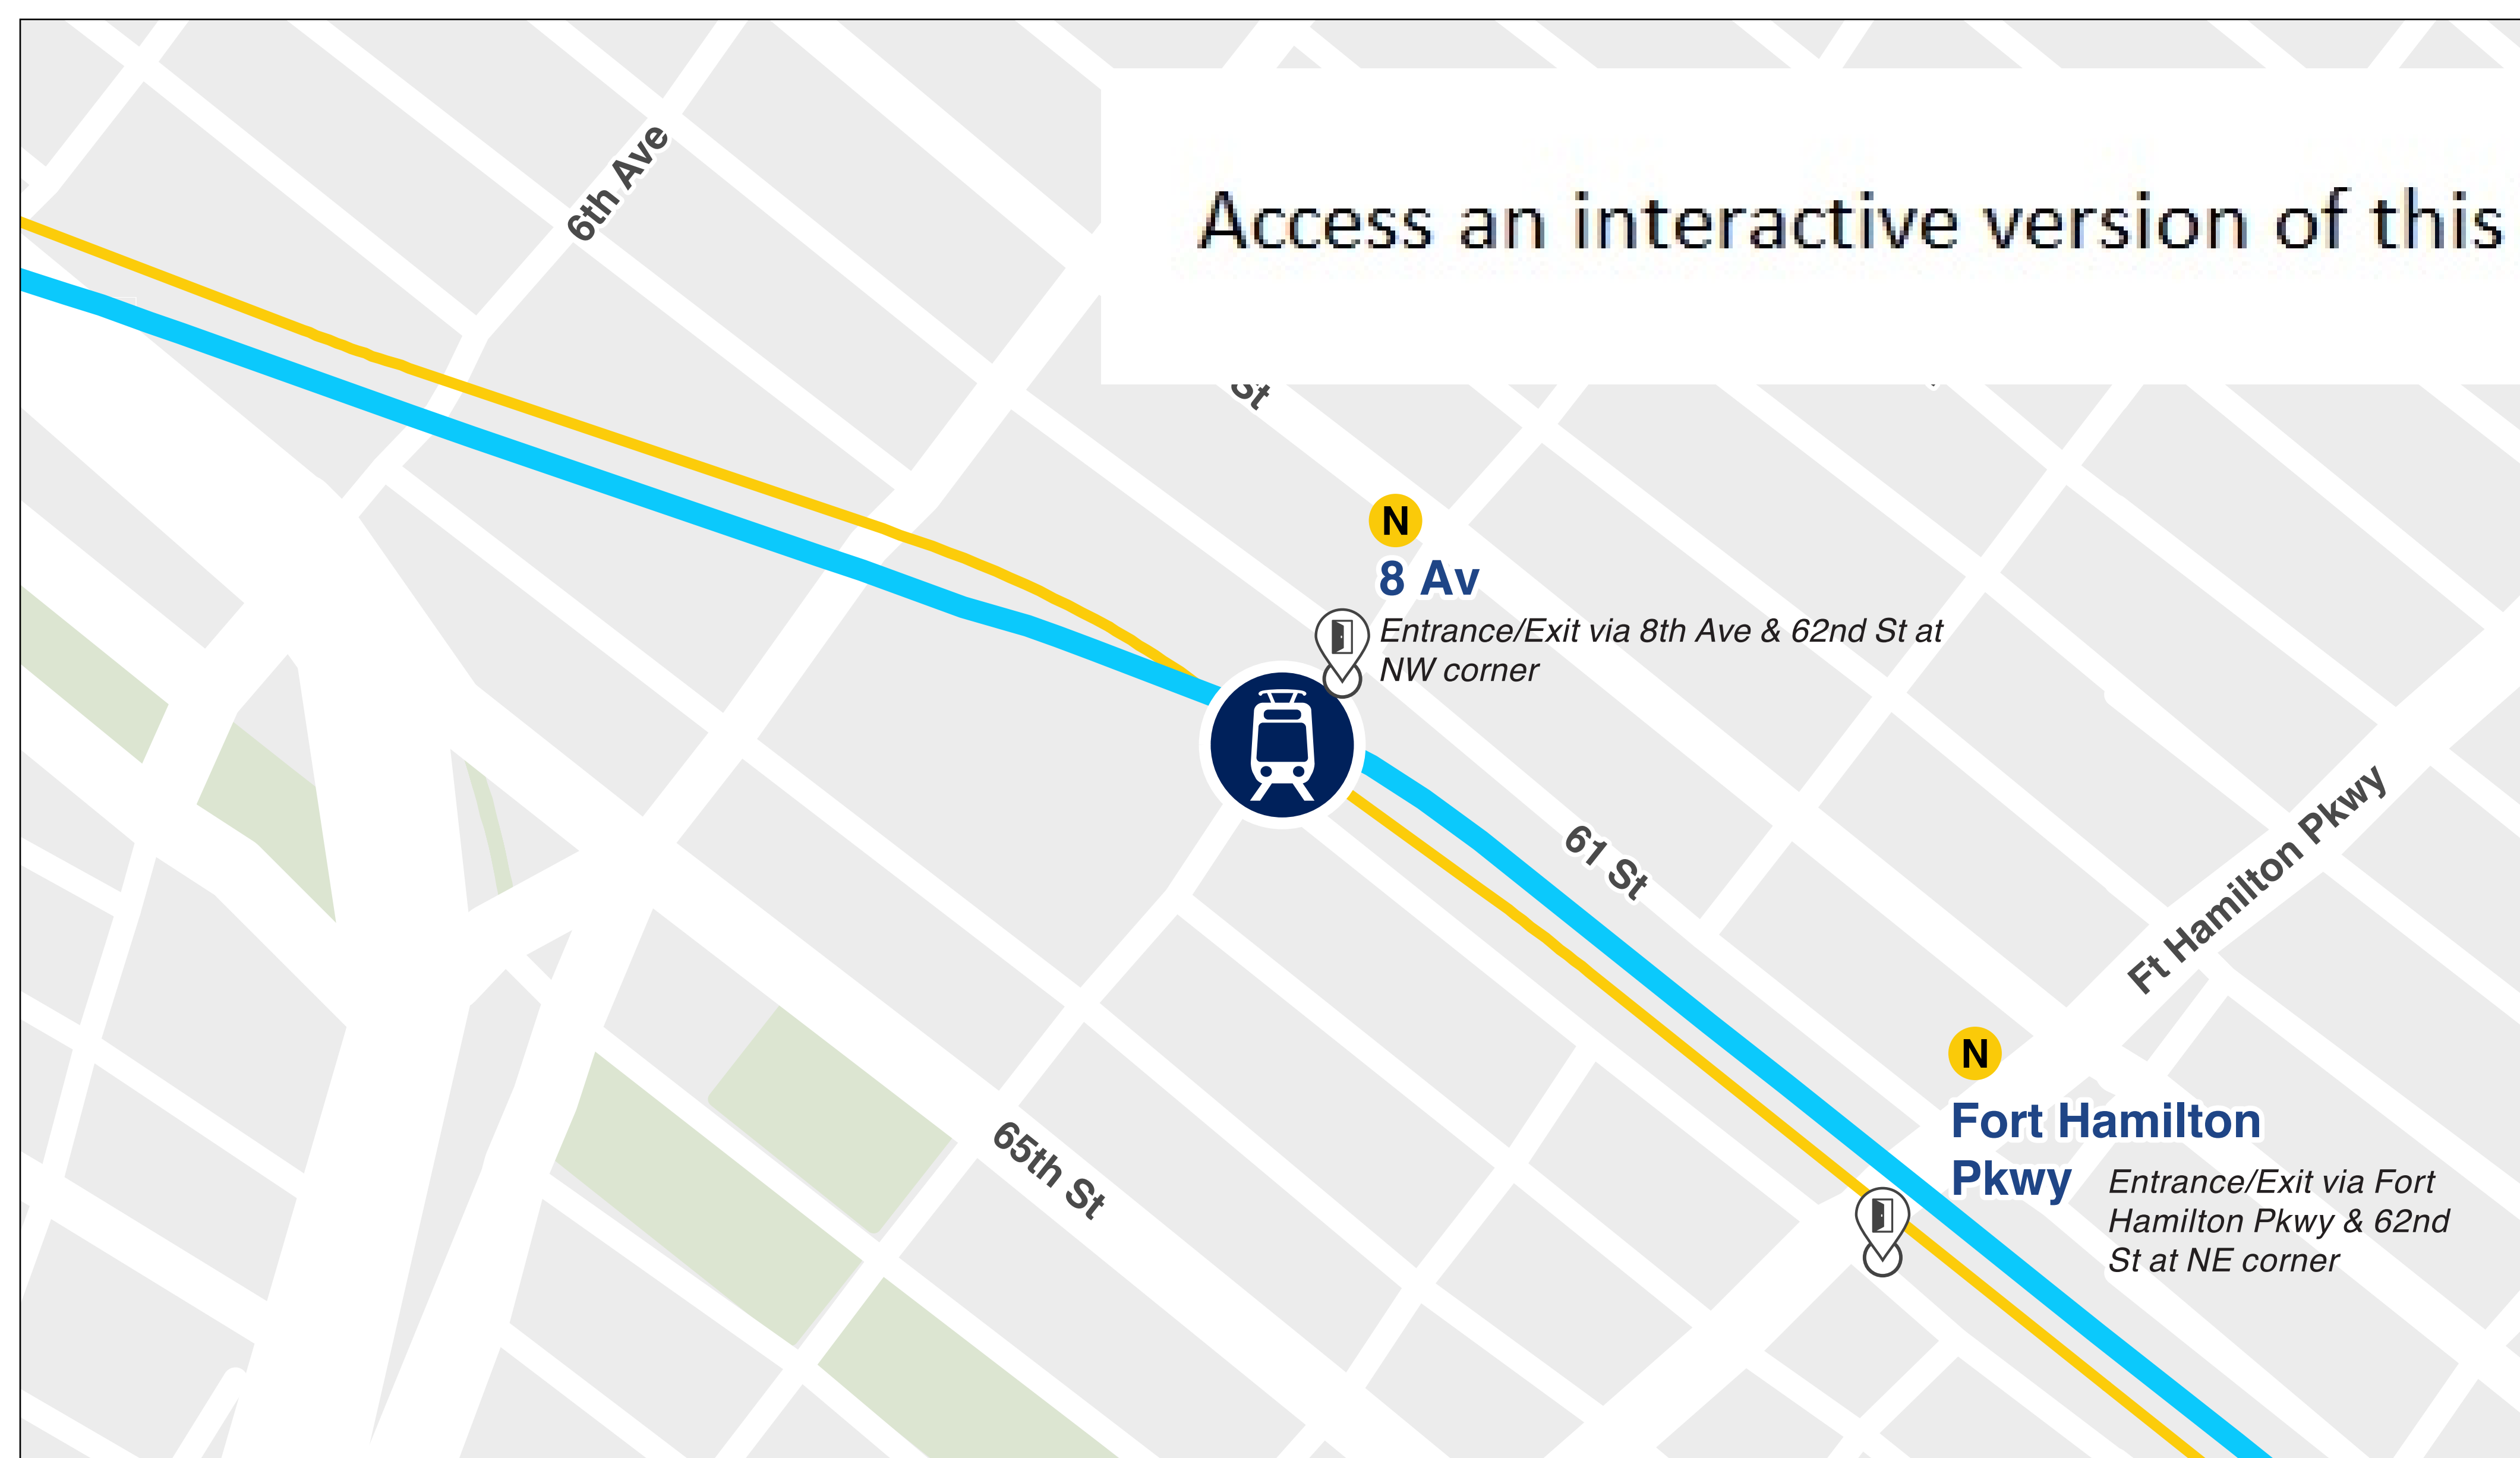 Access an interactive version of this
6th Ave
St
N
8 Av
Entrance/Exit via 8th Ave & 62nd St at
NW corner
61 St
Ft Hamilton Pkwy
N
Fort Hamilton
Pkwy
Entrance/Exit via Fort
Hamilton Pkwy & 62nd
St at NE corner
65th St